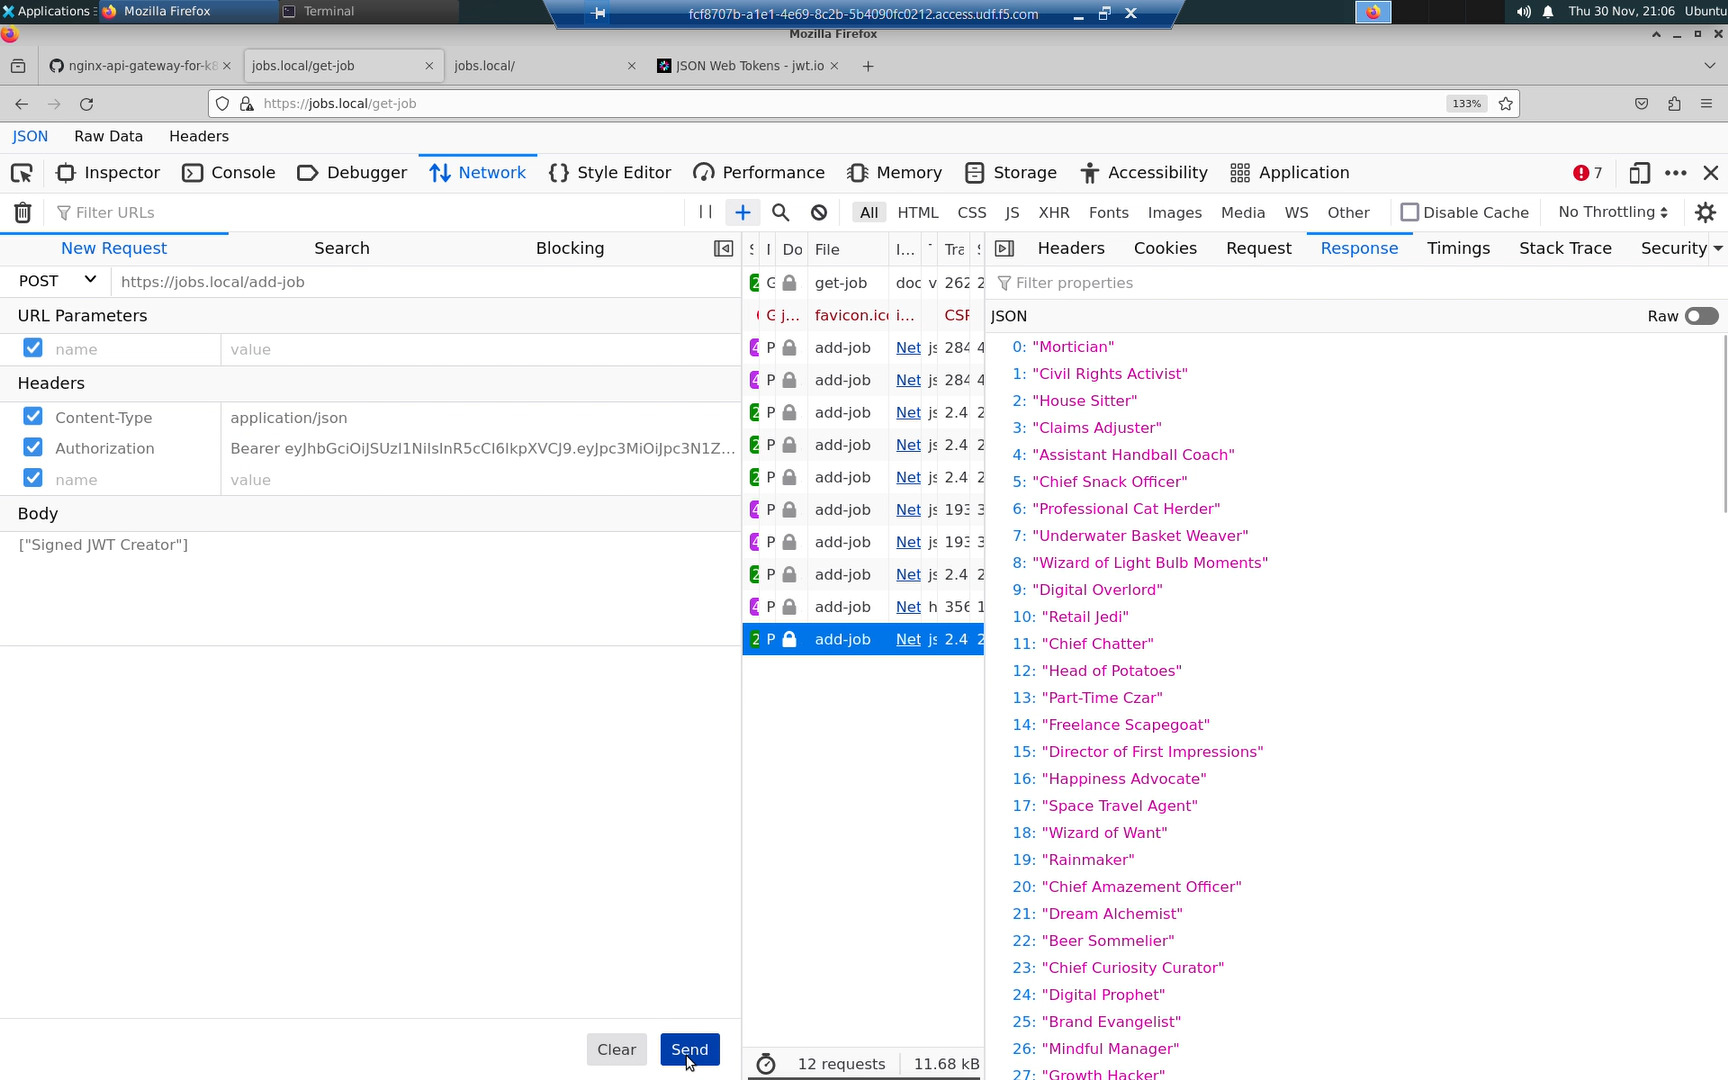 Applications
Mozilla Firefox
Terminal
fcf8707b-a1e1-4e69-8c2b-5b4090fc0212.access.udf.f5.com
Thu 30 Nov, 21:06
Ubuntu
Mozilla Firefox
nginx-api-gateway-for-k8
jobs.local/get-job
jobs.local/
JSON Web Tokens - jwt.io
https://jobs.local/get-job
133%
JSON
Raw Data
Headers
Inspector
Console
Debugger
Network
Style Editor
Performance
Memory
Storage
Accessibility
Application
7
Filter URLs
All
HTML
CSS
JS
XHR
Fonts
Images
Media
WS
Other
Disable Cache
No Throttling
New Request
Search
Blocking
POST
https://jobs.local/add-job
URL Parameters
name
value
Headers
Content-Type
application/json
Authorization
Bearer eyJhbGciOiJSUzI1NiIsInR5cCI6IkpXVCJ9.eyJpc3MiOiJpc3N1Z...
name
value
Body
["Signed JWT Creator"]
Clear
Send
Do
File
I...
Tra
get-job
doc
v
262
j...
favicon.ico
i...
CSP
4 P add-job Net js 284 4
4 P add-job Net js 284 4
2 P add-job Net js 2.4 2
2 P add-job Net js 2.4 2
2 P add-job Net js 2.4 2
4 P add-job Net js 193 3
4 P add-job Net js 193 3
2 P add-job Net js 2.4 2
4 P add-job Net h 356 1
2 P add-job Net js 2.4 2
12 requests
11.68 kB
Headers
Cookies
Request
Response
Timings
Stack Trace
Security
Filter properties
JSON
Raw
0: "Mortician"
1: "Civil Rights Activist"
2: "House Sitter"
3: "Claims Adjuster"
4: "Assistant Handball Coach"
5: "Chief Snack Officer"
6: "Professional Cat Herder"
7: "Underwater Basket Weaver"
8: "Wizard of Light Bulb Moments"
9: "Digital Overlord"
10: "Retail Jedi"
11: "Chief Chatter"
12: "Head of Potatoes"
13: "Part-Time Czar"
14: "Freelance Scapegoat"
15: "Director of First Impressions"
16: "Happiness Advocate"
17: "Space Travel Agent"
18: "Wizard of Want"
19: "Rainmaker"
20: "Chief Amazement Officer"
21: "Dream Alchemist"
22: "Beer Sommelier"
23: "Chief Curiosity Curator"
24: "Digital Prophet"
25: "Brand Evangelist"
26: "Mindful Manager"
27: "Growth Hacker"